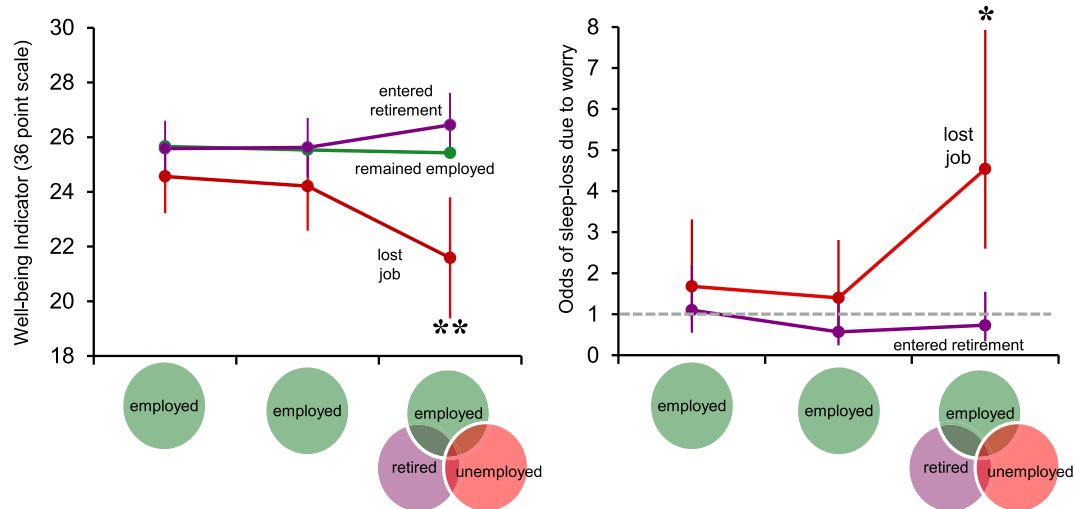 Well-being Indicator (36 point scale)
30
28
26
24
22
20
18
entered
retirement
remained employed
lost
job
**
employed
employed
employed
retired
unemployed
Odds of sleep-loss due to worry
8
7
6
5
4
3
2
1
0
*
lost
job
entered retirement
employed
employed
employed
retired
unemployed